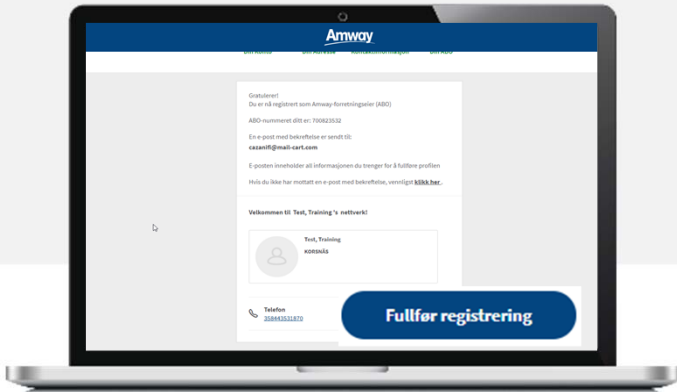 Amway
Gratulerer!
Du er nå registrert som Amway-forretningseier (ABO)
ABO-nummeret ditt er: 700823532
En e-post med bekreftelse er sendt til:
casanifi@mail-cart.com
E-posten inneholder all informasjonen du trenger for å fullføre profilen
Hvis du ikke har mottatt en e-post med bekreftelse, vennligst klikk her .
Velkommen til Test, Training 's nettverk!
Test, Training
KORSNÄS
Telefon
358443531870
Fullfør registrering